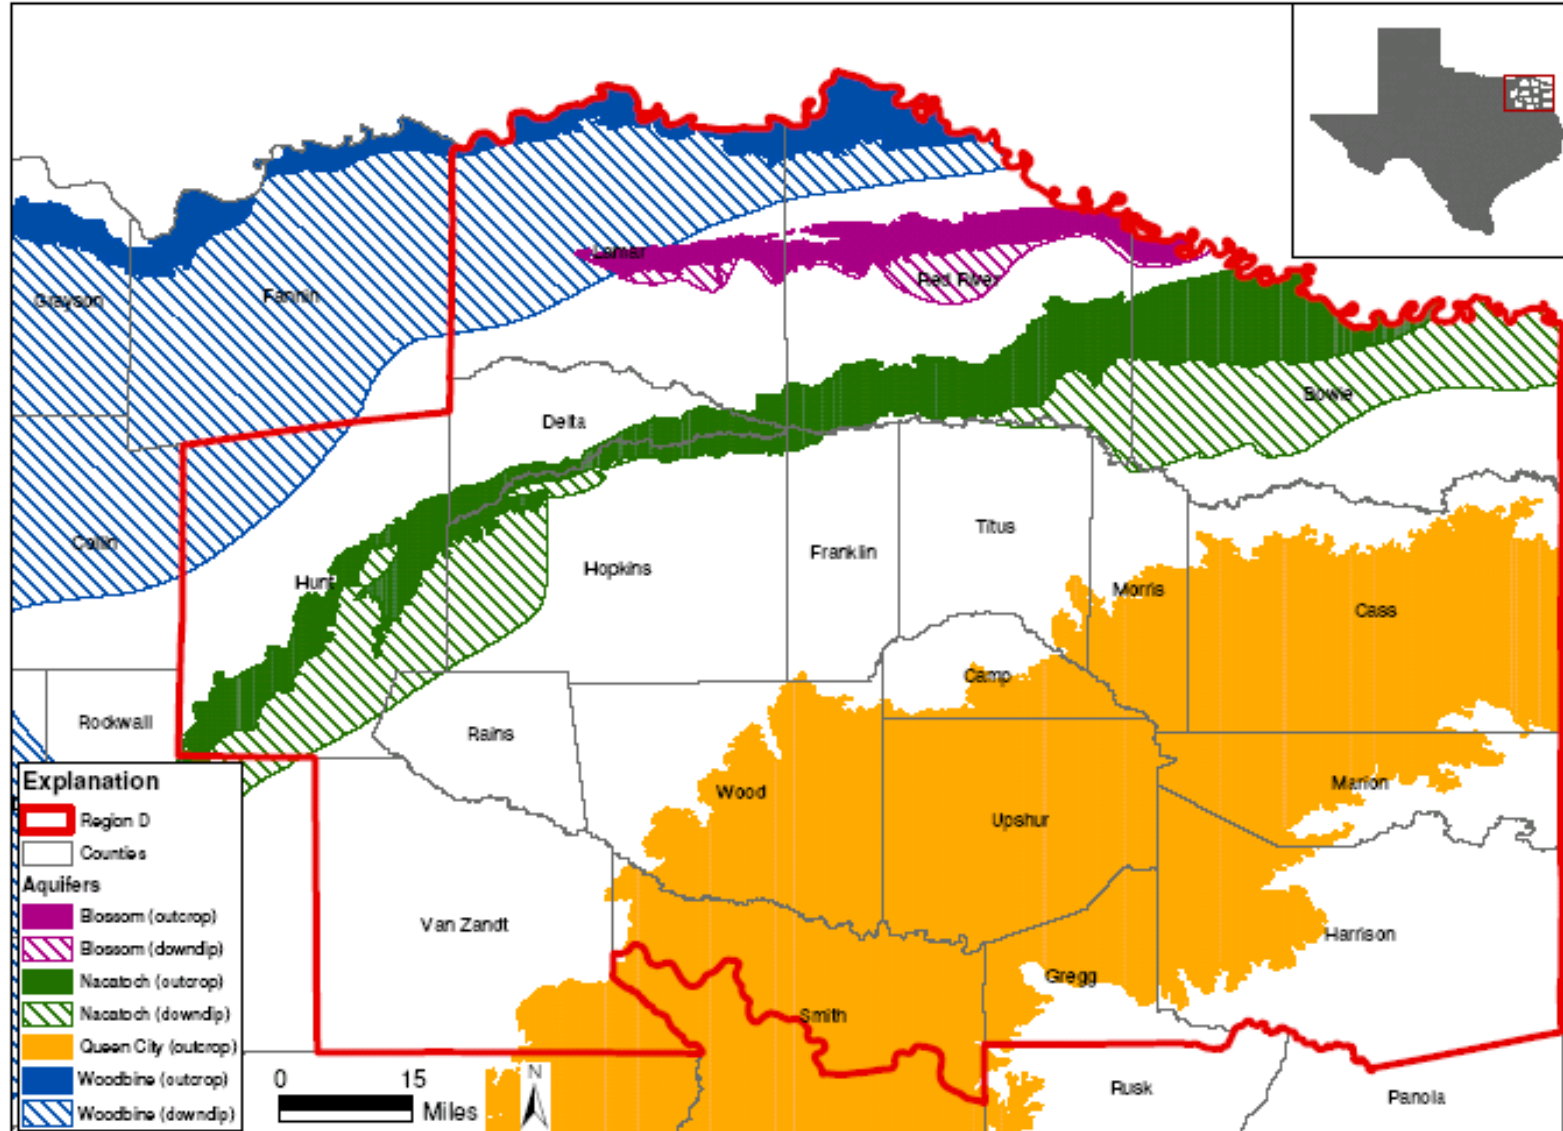 Lamar
Red River
Grayson
Fannin
Bowie
Delta
Titus
Collin
Franklin
Hopkins
Hunt
Morris
Cass
Camp
Rockwall
Rains
Wood
Marion
Upshur
Van Zandt
Harrison
Gregg
Smith
Rusk
Panola
Explanation
Region D
Counties
Aquifers
Blossom (outcrop)
Blossom (downdip)
Nacatoch (outcrop)
Nacatoch (downdip)
Queen City (outcrop)
Woodbine (outcrop)
Woodbine (downdip)
0 15
Miles
N